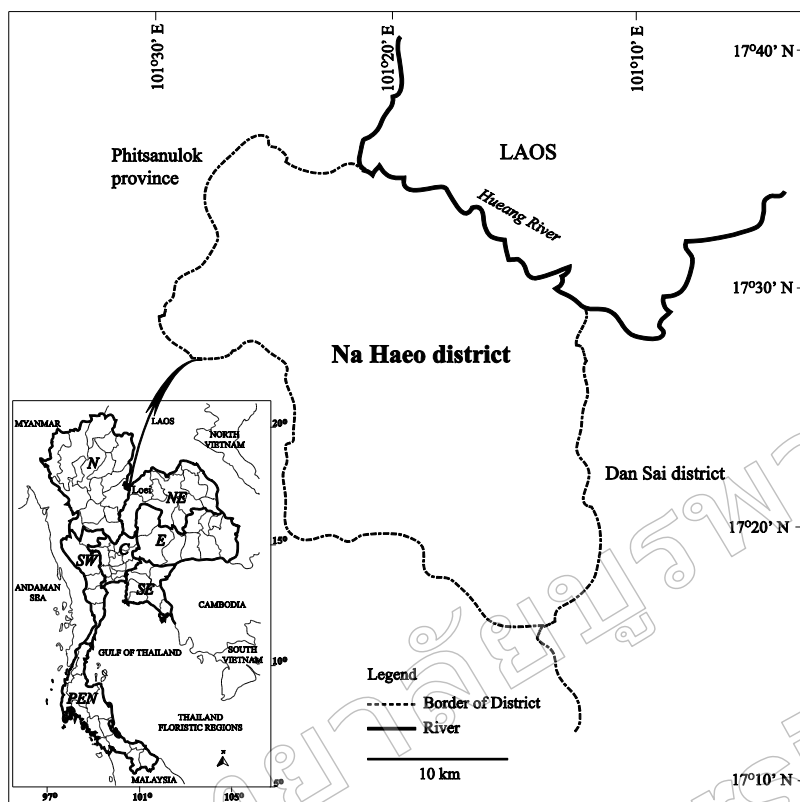 101°30’ E
101°20’ E
101°10’ E
17°40’ N
Phitsanulok
province
LAOS
Hueang River
17°30’ N
Na Haeo district
Dan Sai district
17°20’ N
MYANMAR
LAOS
20°
NORTH
VIETNAM
N
Loei
NE
C
E
15°
SW
SE
ANDAMAN
SEA
CAMBODIA
GULF OF THAILAND
SOUTH
VIETNAM
10°
PEN
THAILAND
FLORISTIC REGIONS
MALAYSIA
5°
97°
101°
105°
Legend
Border of District
River
10 km
17°10’ N